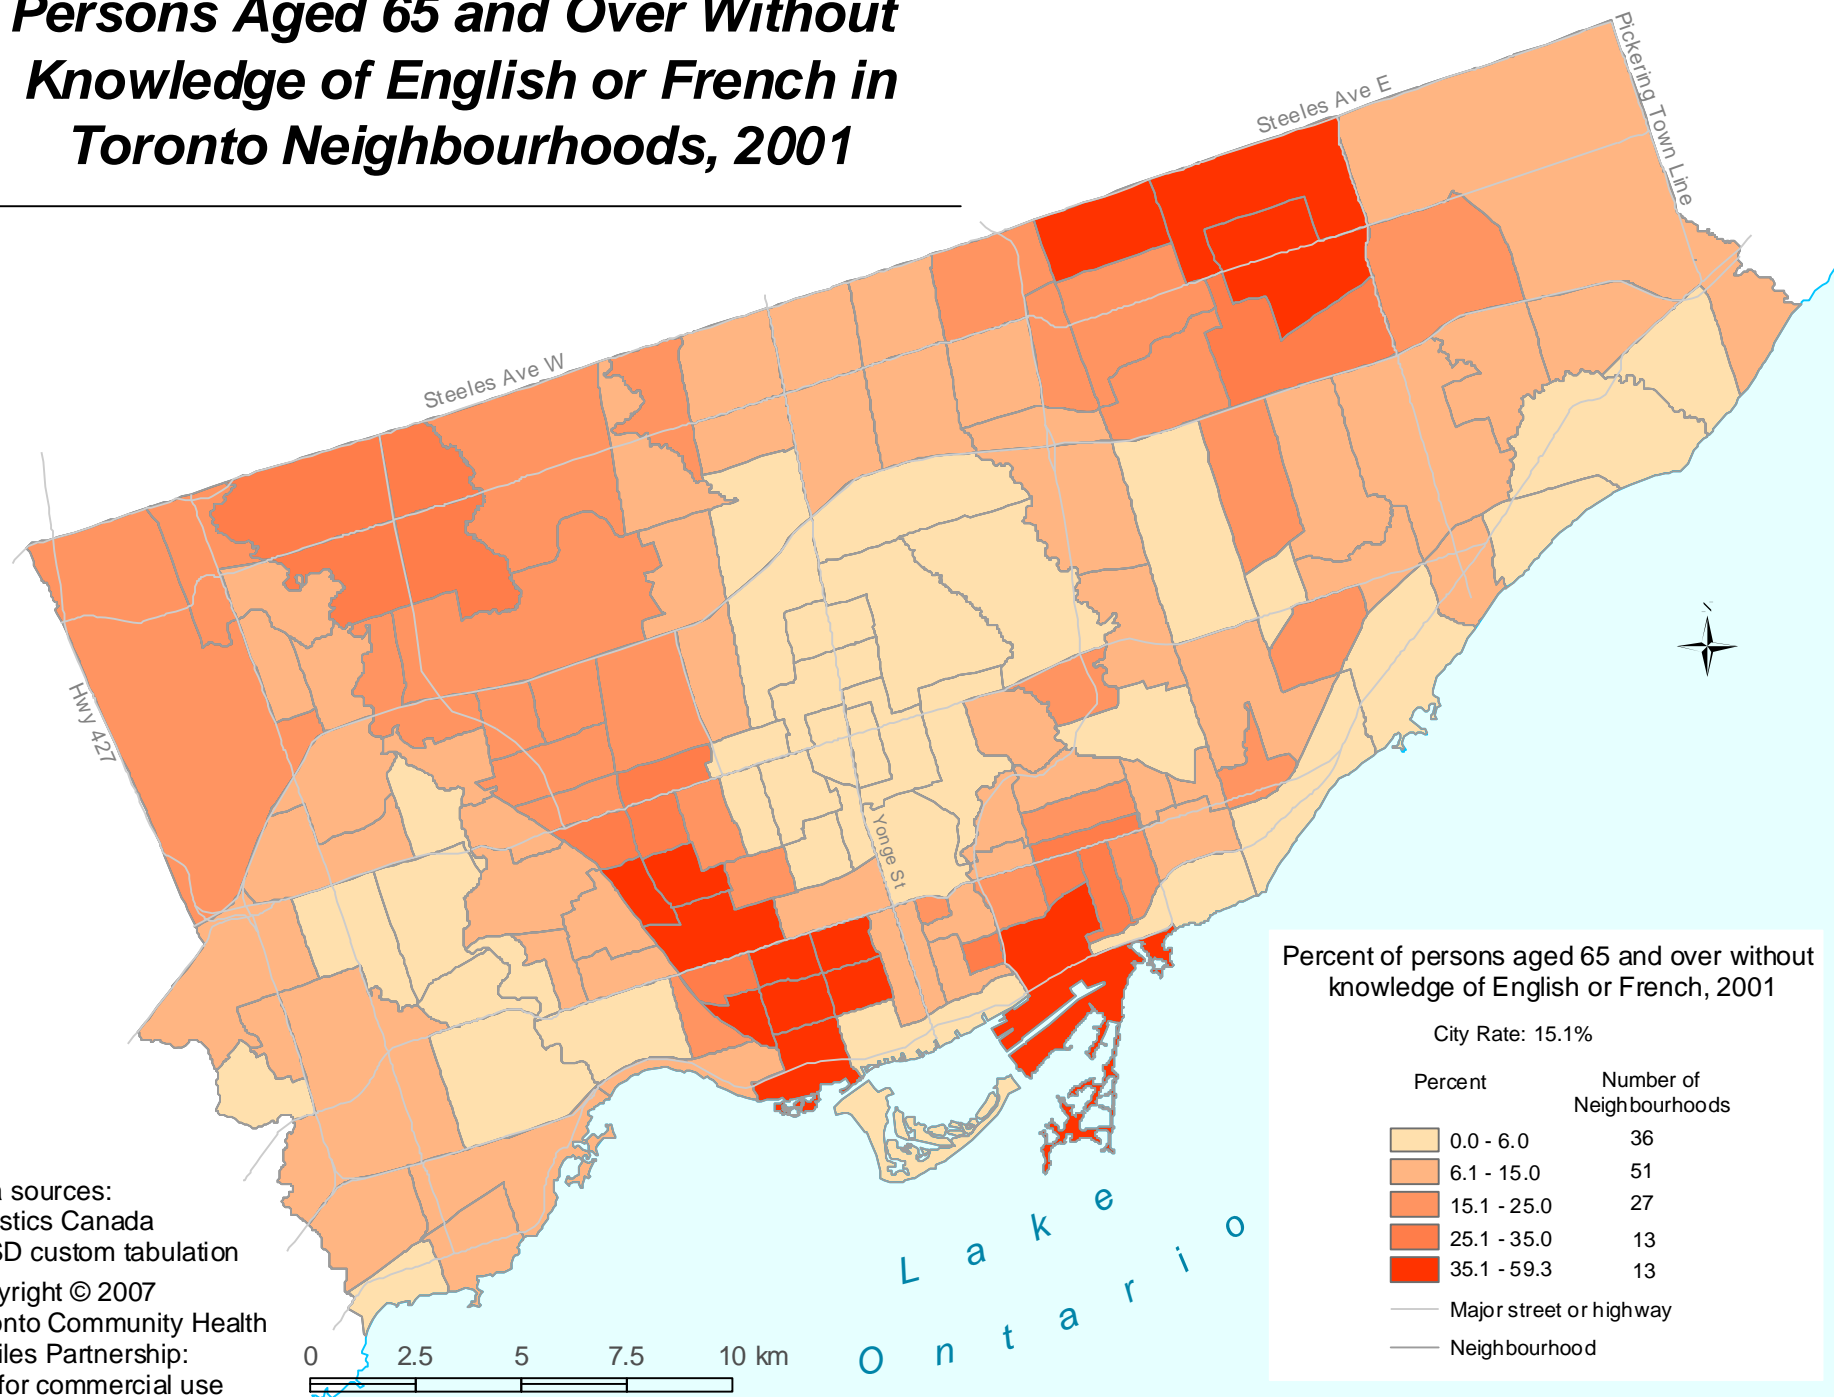 Persons Aged 65 and Over Without
Knowledge of English or French in
Toronto Neighbourhoods, 2001
Steeles Ave E
Pickering Town Line
Steeles Ave W
Hwy 427
Yonge St
Percent of persons aged 65 and over without
knowledge of English or French, 2001
City Rate: 15.1%
Percent
Number of
Neighbourhoods
0.0 - 6.0 36
6.1 - 15.0 51
15.1 - 25.0 27
25.1 - 35.0 13
35.1 - 59.3 13
Major street or highway
Neighbourhood
Lake
Ontario
sources:
Canada
custom tabulation
© 2007
Community Health
Partnership:
for commercial use
0 2.5 5 7.5 10 km